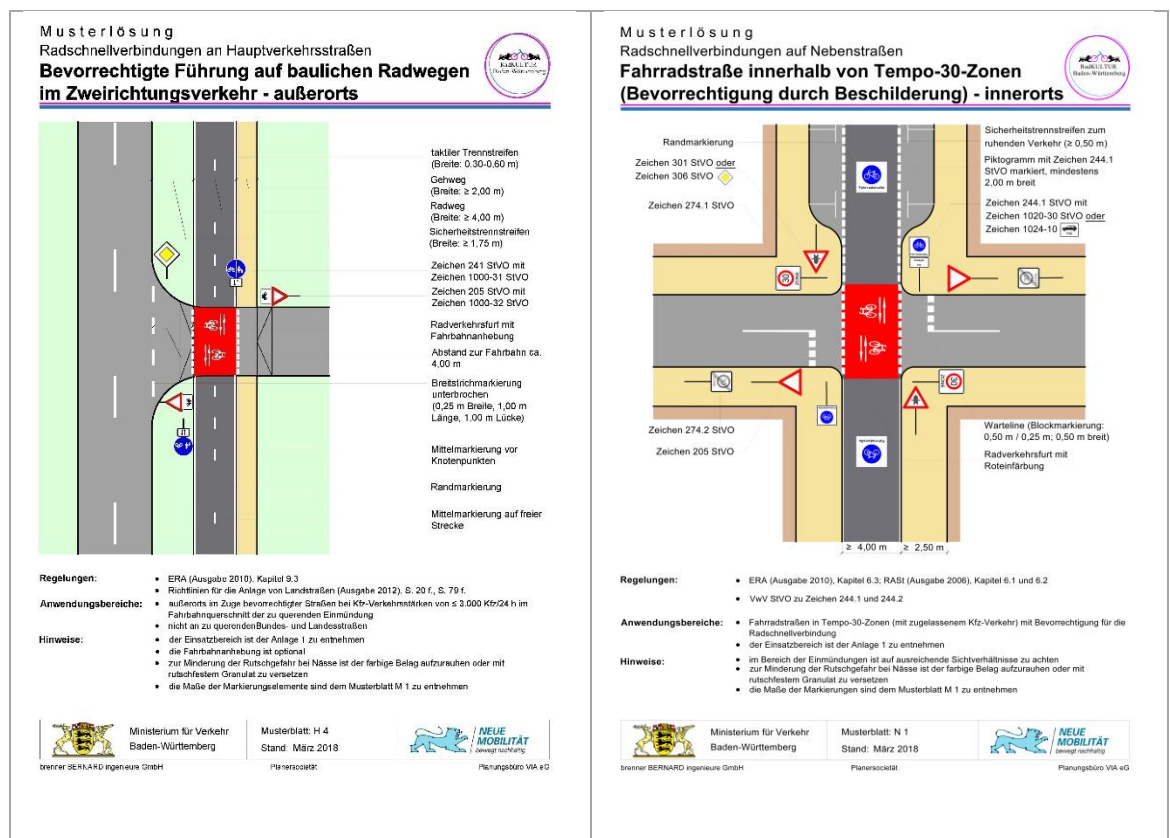 Musterlösung
Radschnellverbindungen an Hauptverkehrsstraßen
Bevorrechtigte Führung auf baulichen Radwegen
im Zweirichtungsverkehr - außerorts
RadKULTUR
Baden-Württemberg
taktiler Trennstreifen
(Breite: 0.30-0,60 m)
Gehweg
(Breite: ≥ 2,00 m)
Radweg
(Breite: ≥ 4,00 m)
Sicherheitstrennstreifen
(Breite: ≥ 1,75 m)
Zeichen 241 StVO mit
Zeichen 1000-31 StVO
Zeichen 205 StVO mit
Zeichen 1000-32 StVO
Radverkehrsfurt mit
Fahrbahnanhebung
Abstand zur Fahrbahn ca.
4,00 m
Breitstrichmarkierung
unterbrochen
(0,25 m Breite, 1,00 m
Länge, 1.00 m Lücke)
Mittelmarkierung vor
Knotenpunkten
Randmarkierung
Mittelmarkierung auf freier
Strecke
Regelungen:
• ERA (Ausgabe 2010). Kapitel 9.3
• Richtlinien für die Anlage von Landstraßen (Ausgabe 2012). S. 20 f., S. 79 f.
Anwendungsbereiche:
• außerorts im Zuge bevorrechtigter Straßen bei Kfz-Verkehrsstärken von ≤ 3.000 Kfz/24 h im
Fahrbahnquerschnitt der zu querenden Einmündung
• nicht an zu querendenBundes- und Landesstraßen
Hinweise:
• der Einsatzbereich ist der Anlage 1 zu entnehmen
• die Fahrbahnanhebung ist optional
• zur Minderung der Rutschgefahr bei Nässe ist der farbige Belag aufzurauhen oder mit
rutschfestem Granulat zu versetzen
• die Maße der Markierungselemente sind dem Musterblatt M 1 zu entnehmen
Ministerium für Verkehr
Baden-Württemberg
Musterblatt: H 4
Stand: März 2018
NEUE
MOBILITÄT
bewegt nachhaltig
brenner BERNARD ingenieure GmbH
Planersocietät
Planungsbüro VIA eG
Musterlösung
Radschnellverbindungen auf Nebenstraßen
Fahrradstraße innerhalb von Tempo-30-Zonen
(Bevorrechtigung durch Beschilderung) - innerorts
RadKULTUR
Baden-Württemberg
Randmarkierung
Zeichen 301 StVO oder
Zeichen 306 StVO
Zeichen 274.1 StVO
Fahrradstraße
Sicherheitstrennstreifen zum
ruhenden Verkehr (≥ 0,50 m)
Piktogramm mit Zeichen 244.1
StVO markiert, mindestens
2,00 m breit
Zeichen 244.1 StVO mit
Zeichen 1020-30 StVO oder
Zeichen 1024-10
Zeichen 274.2 StVO
Zeichen 205 StVO
Warteline (Blockmarkierung:
0,50 m / 0,25 m; 0,50 m breit)
Radverkehrsfurt mit
Roteinfärbung
≥ 4,00 m
≥ 2,50 m
Regelungen:
• ERA (Ausgabe 2010), Kapitel 6.3; RASt (Ausgabe 2006), Kapitel 6.1 und 6.2
• VwV StVO zu Zeichen 244.1 und 244.2
Anwendungsbereiche:
• Fahrradstraßen in Tempo-30-Zonen (mit zugelassenem Kfz-Verkehr) mit Bevorrechtigung für die
Radschnellverbindung
• der Einsatzbereich ist der Anlage 1 zu entnehmen
Hinweise:
• im Bereich der Einmündungen ist auf ausreichende Sichtverhältnisse zu achten
• zur Minderung der Rutschgefahr bei Nässe ist der farbige Belag aufzurauhen oder mit
rutschfestem Granulat zu versetzen
• die Maße der Markierungen sind dem Musterblatt M 1 zu entnehmen
Ministerium für Verkehr
Baden-Württemberg
Musterblatt: N 1
Stand: März 2018
NEUE
MOBILITÄT
bewegt nachhaltig
brenner BERNARD ingenieure GmbH
Planersocietät
Planungsbüro VIA eG